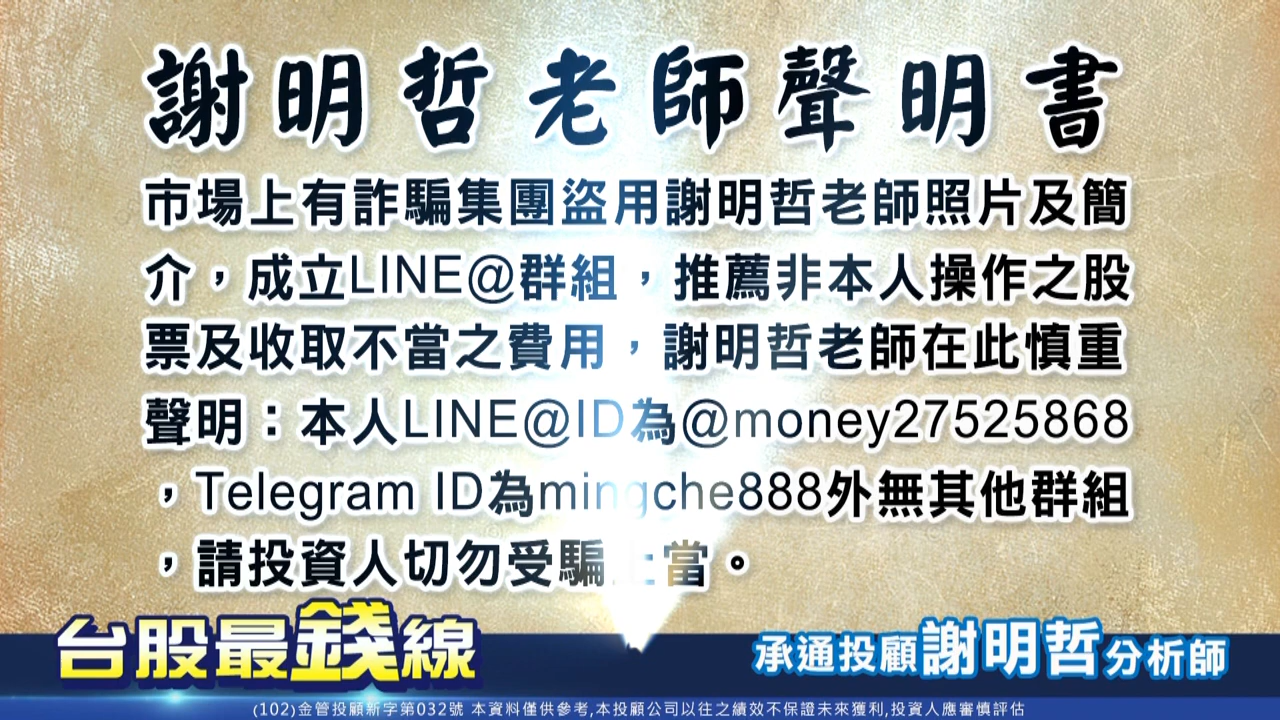 謝明哲老師聲明書
市場上有詐騙集團盜用謝明哲老師照片及簡
介，成立LINE@群組，推薦非本人操作之股
票及收取不當之費用，謝明哲老師在此慎重
聲明：本人LINE@ID為@money27525868
，Telegram ID為mingche888外無其他群組
，請投資人切勿受騙上當。
台股最錢線
承通投顧謝明哲分析師
(102)金管投顧新字第032號 本資料僅供參考,本投顧公司以往之績效不保證未來獲利,投資人應審慎評估